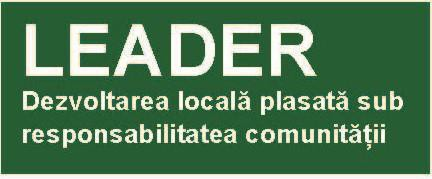 LEADER
Dezvoltarea locală plasată sub
responsabilitatea comunității